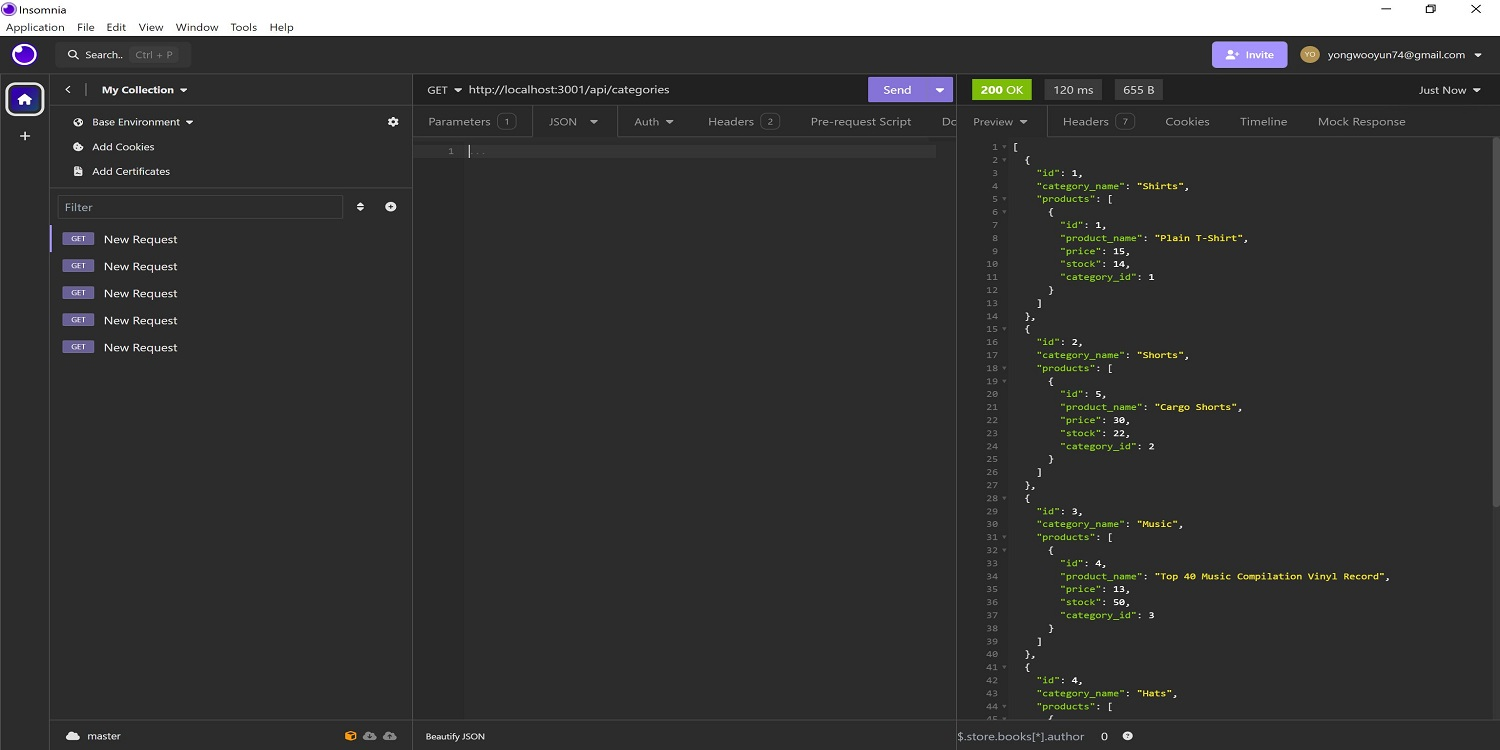 Insomnia
Application File Edit View Window Tools Help
Search.. Ctrl + P
Invite
YO yongwooyun74@gmail.com
My Collection
GET http://localhost:3001/api/categories
Send
200 OK 120 ms 655 B Just Now
Base Environment
Add Cookies
Add Certificates
Parameters 1 JSON Auth Headers 2 Pre-request Script Do
Preview Headers 7 Cookies Timeline Mock Response
Filter
GET New Request
GET New Request
GET New Request
GET New Request
GET New Request
1 ...
1 [
2 {
3 "id": 1,
4 "category_name": "Shirts",
5 "products": [
6 {
7 "id": 1,
8 "product_name": "Plain T-Shirt",
9 "price": 15,
10 "stock": 14,
11 "category_id": 1
12 }
13 ]
14 },
15 {
16 "id": 2,
17 "category_name": "Shorts",
18 "products": [
19 {
20 "id": 5,
21 "product_name": "Cargo Shorts",
22 "price": 30,
23 "stock": 22,
24 "category_id": 2
25 }
26 ]
27 },
28 {
29 "id": 3,
30 "category_name": "Music",
31 "products": [
32 {
33 "id": 4,
34 "product_name": "Top 40 Music Compilation Vinyl Record",
35 "price": 13,
36 "stock": 50,
37 "category_id": 3
38 }
39 ]
40 },
41 {
42 "id": 4,
43 "category_name": "Hats",
44 "products": [
45 {
master
Beautify JSON
$.store.books[*].author 0 ?